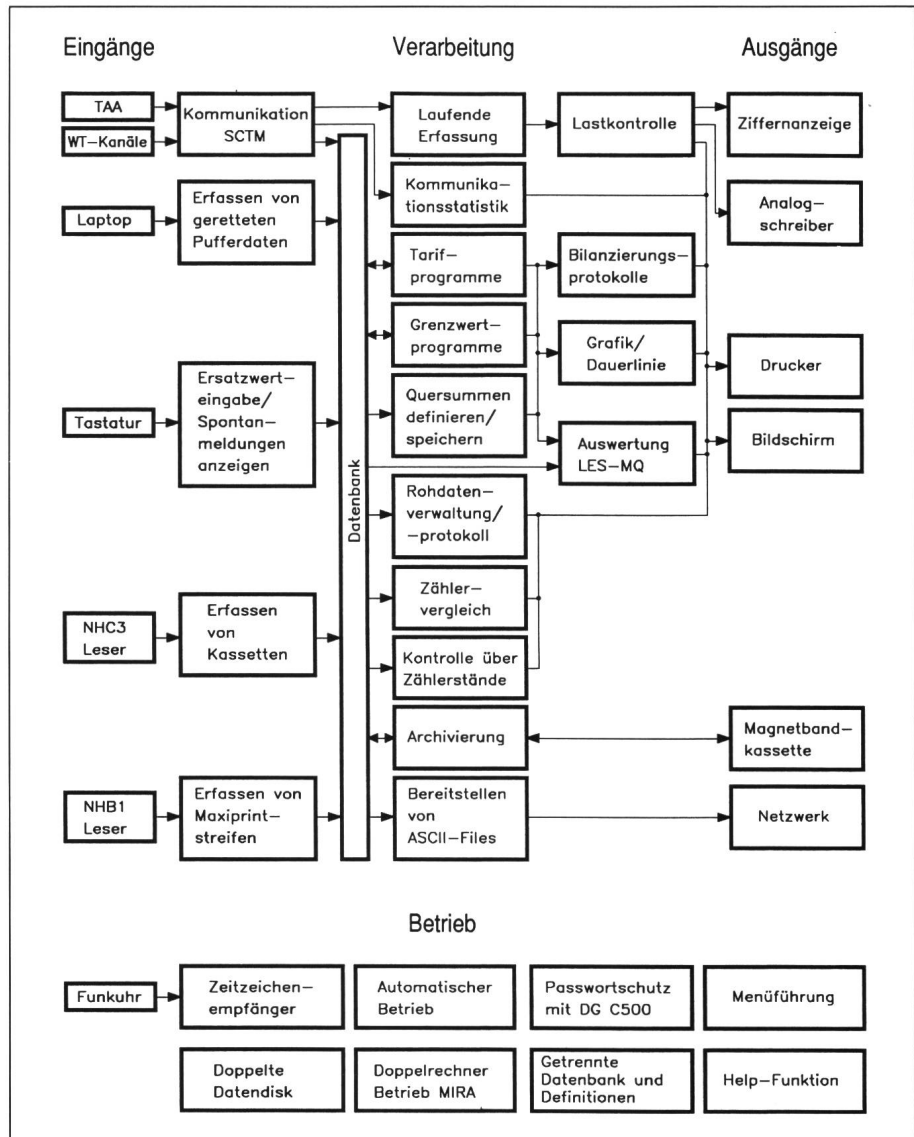 Eingänge
Verarbeitung
Ausgänge
TAA
WT-Kanäle
Kommunikation
SCTM
Laufende
Erfassung
Lastkontrolle
Ziffernanzeige
Laptop
Erfassen von
geretteten
Pufferdaten
Kommunika-
tionsstatistik
Analog-
schreiber
Tarif-
programme
Bilanzierungs-
protokolle
Grenzwert-
programme
Grafik/
Dauerlinie
Drucker
Tastatur
Ersatzwert-
eingabe/
Spontan-
meldungen
anzeigen
Quersummen
definieren/
speichern
Auswertung
LES-MQ
Bildschirm
Datenbank
Rohdaten-
verwaltung/
-protokoll
NHC3
Leser
Erfassen
von
Kassetten
Zähler-
vergleich
Kontrolle über
Zählerstände
Archivierung
Magnetband-
kassette
NHB1
Leser
Erfassen von
Maxiprint-
streifen
Bereitstellen
von
ASCII-Files
Netzwerk
Betrieb
Funkuhr
Zeitzeichen-
empfänger
Automatischer
Betrieb
Passwortschutz
mit DG C500
Menüführung
Doppelte
Datendisk
Doppelrechner
Betrieb MIRA
Getrennte
Datenbank und
Definitionen
Help-Funktion